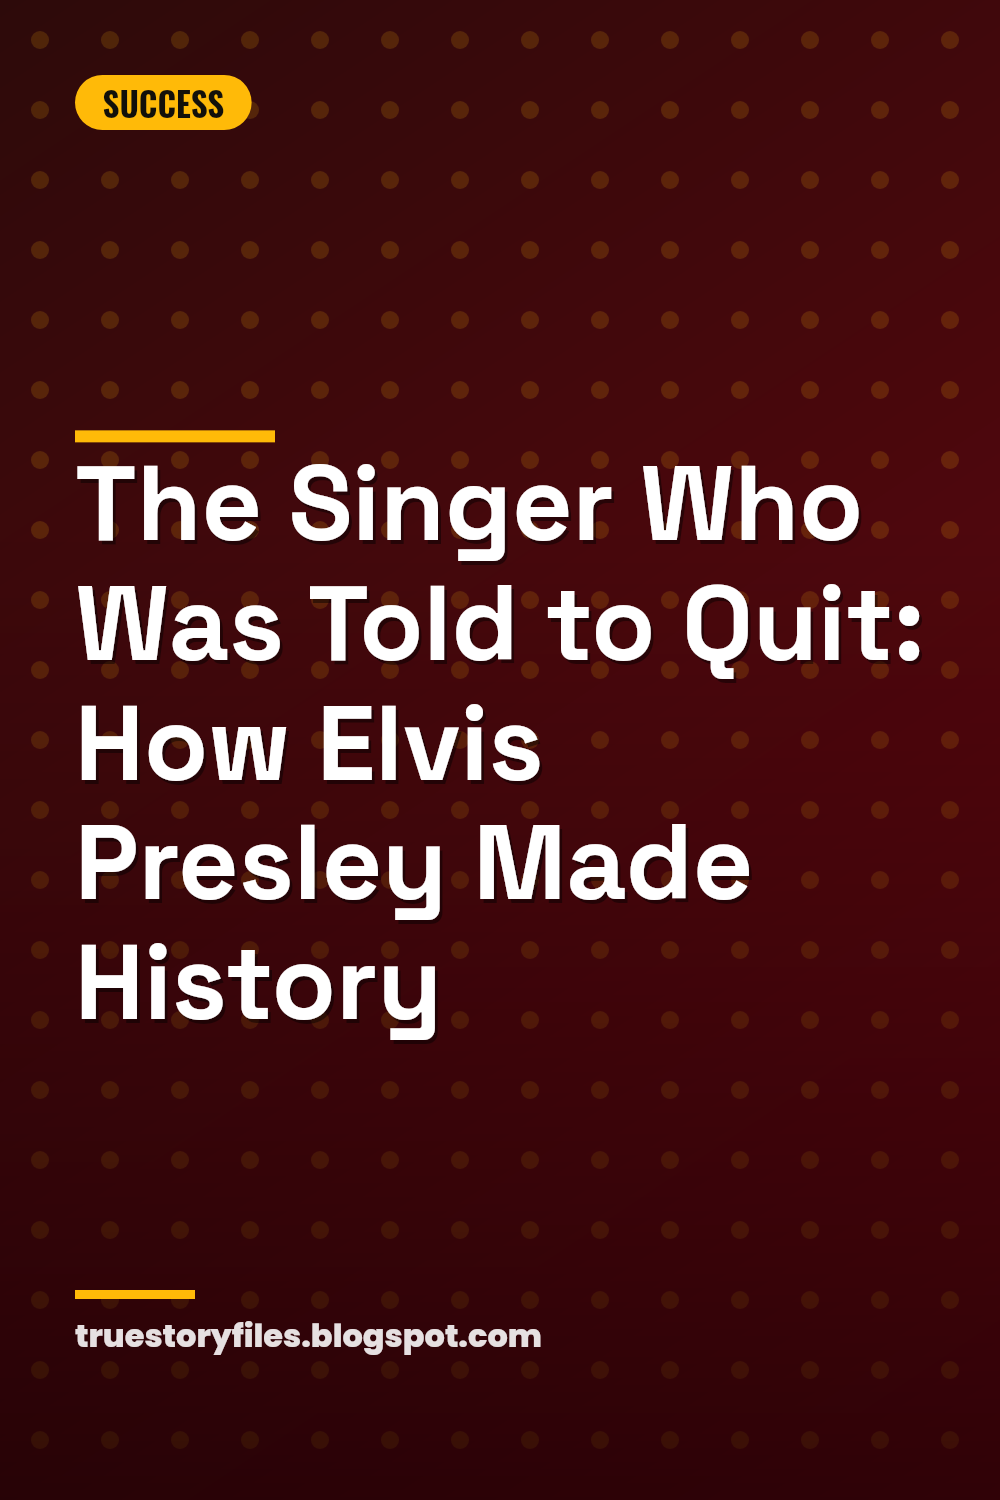 SUCCESS
The Singer Who
Was Told to Quit:
How Elvis
Presley Made
History
truestoryfiles.blogspot.com